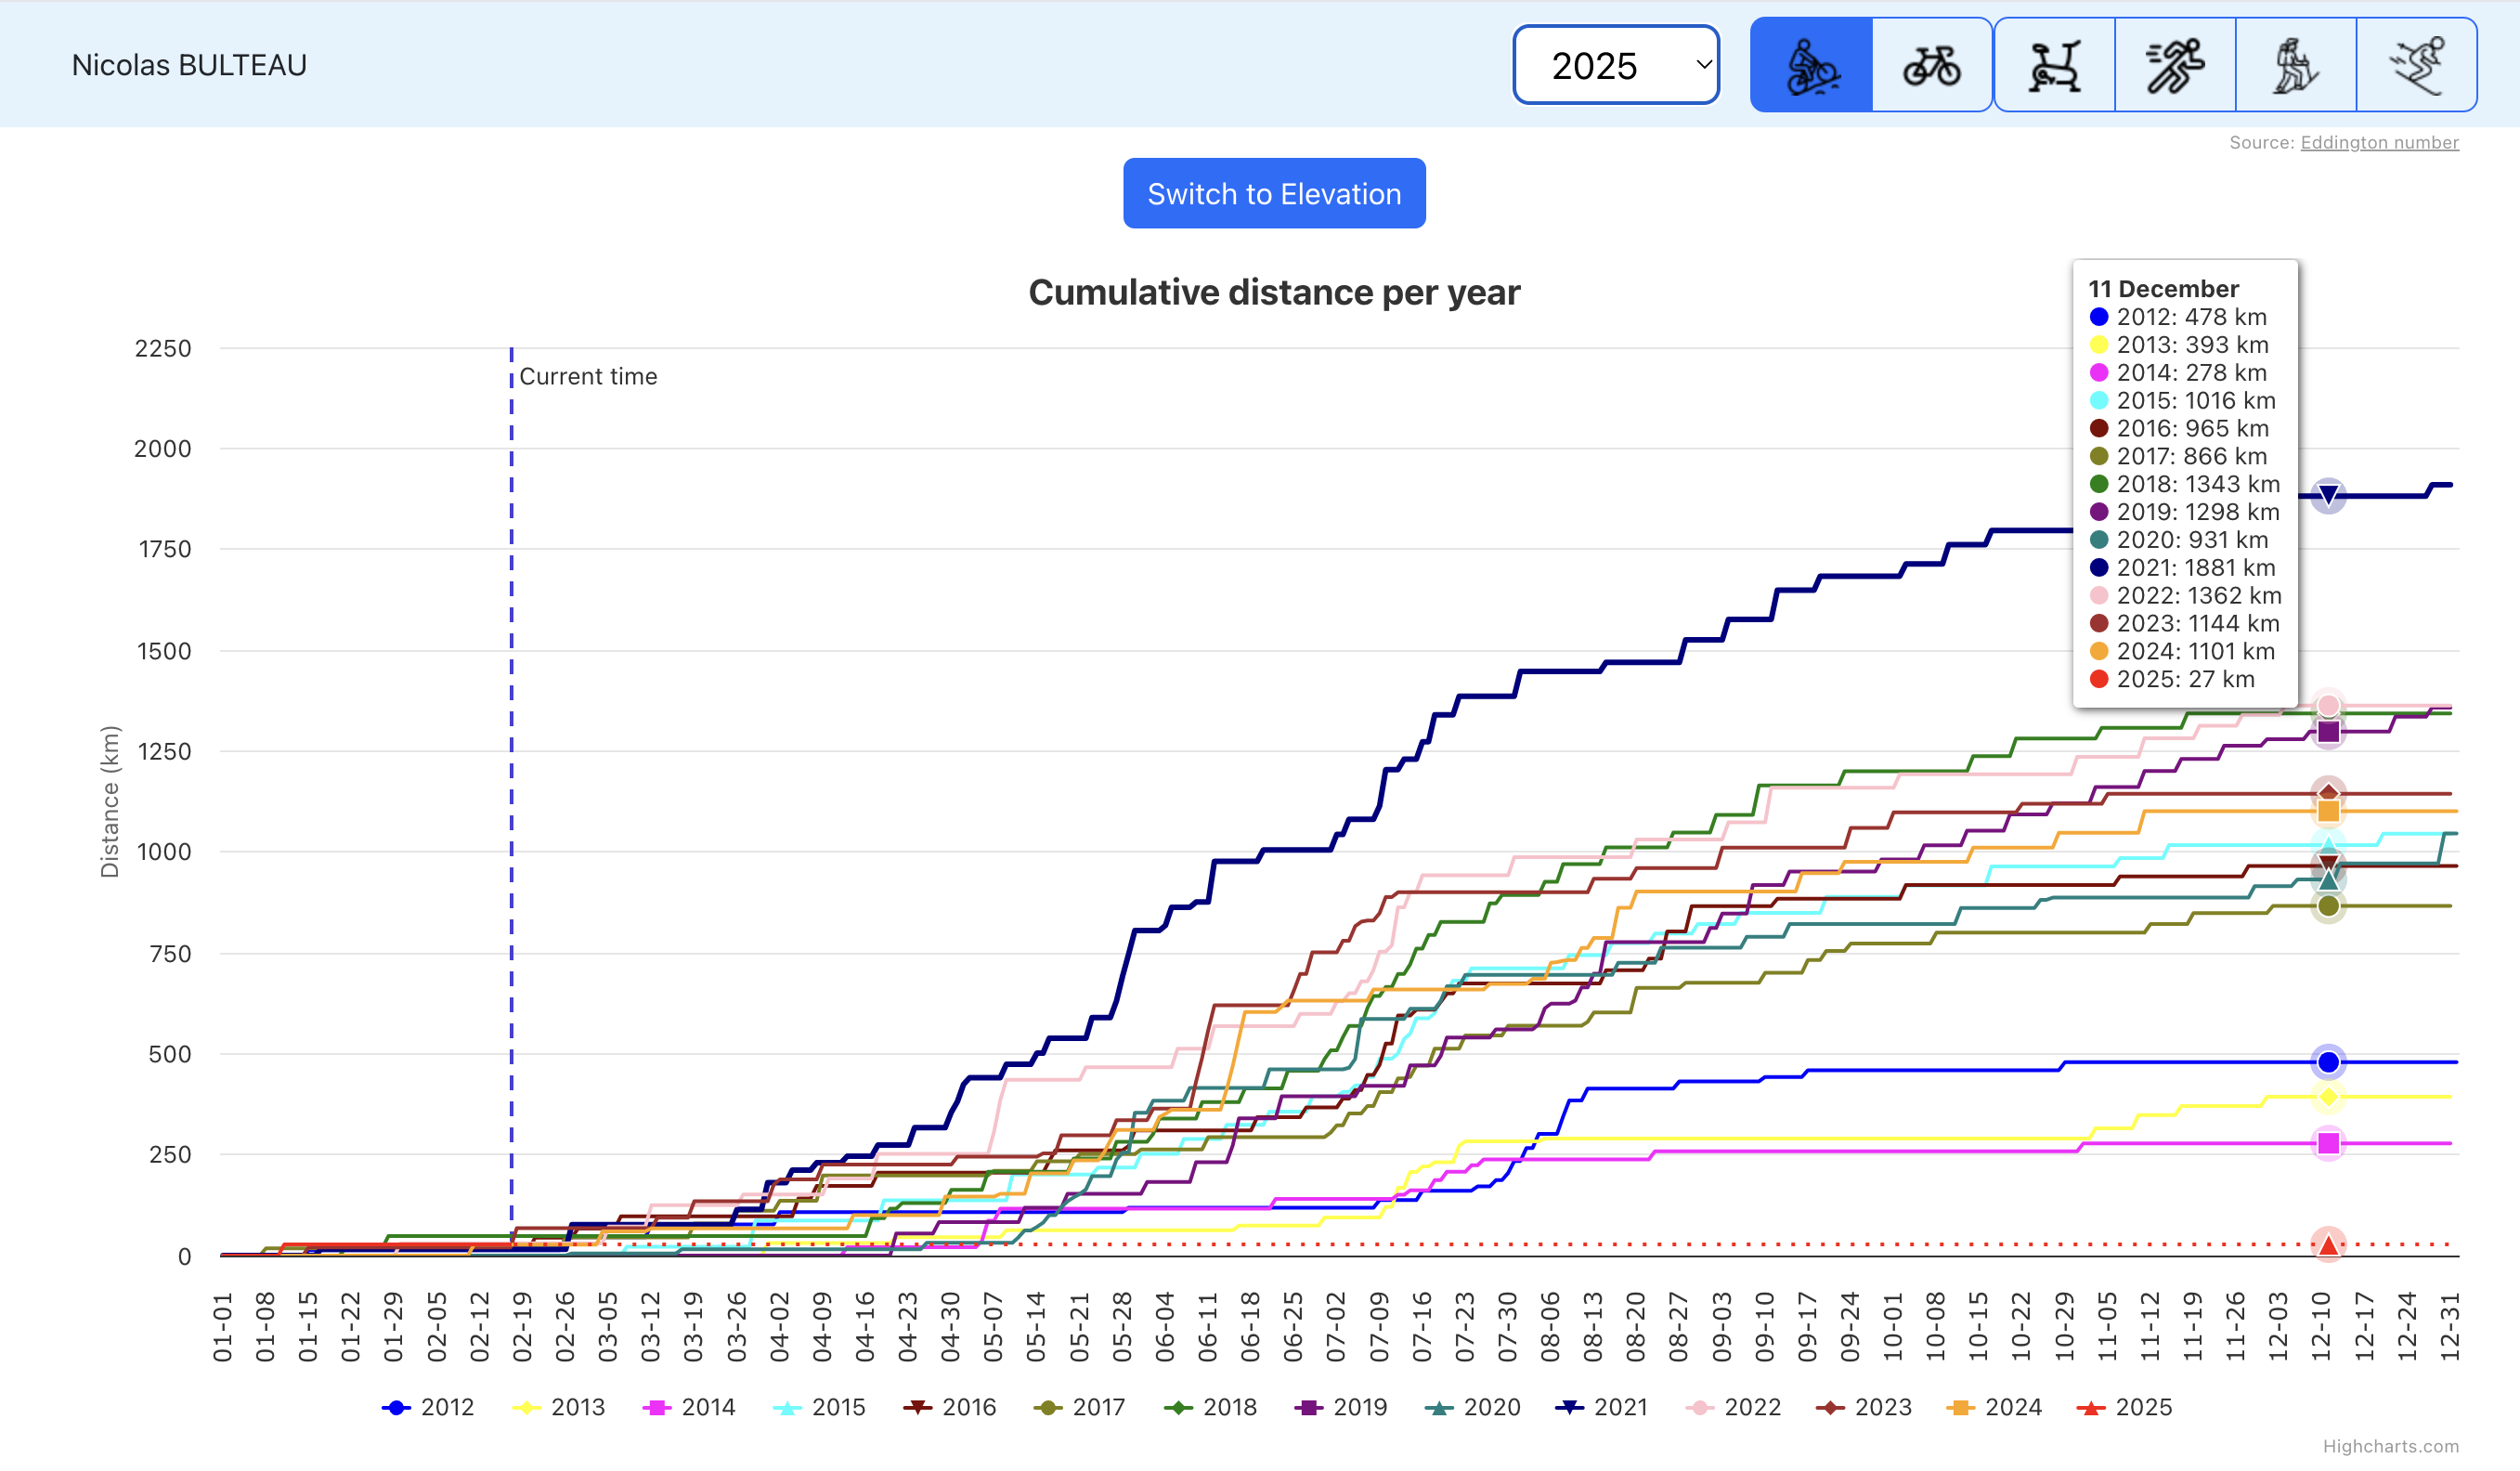 Nicolas BULTEAU
2025
Source: Eddington number
Switch to Elevation
Cumulative distance per year
11 December
2012: 478 km
2013: 393 km
2014: 278 km
2015: 1016 km
2016: 965 km
2017: 866 km
2018: 1343 km
2019: 1298 km
2020: 931 km
2021: 1881 km
2022: 1362 km
2023: 1144 km
2024: 1101 km
2025: 27 km
Current time
Distance (km)
2250
2000
1750
1500
1250
1000
750
500
250
0
01-01 01-08 01-15 01-22 01-29 02-05 02-12 02-19 02-26 03-05 03-12 03-19 03-26 04-02 04-09 04-16 04-23 04-30 05-07 05-14 05-21 05-28 06-04 06-11 06-18 06-25 07-02 07-09 07-16 07-23 07-30 08-06 08-13 08-20 08-27 09-03 09-10 09-17 09-24 10-01 10-08 10-15 10-22 10-29 11-05 11-12 11-19 11-26 12-03 12-10 12-17 12-24 12-31
2012 2013 2014 2015 2016 2017 2018 2019 2020 2021 2022 2023 2024 2025
Highcharts.com